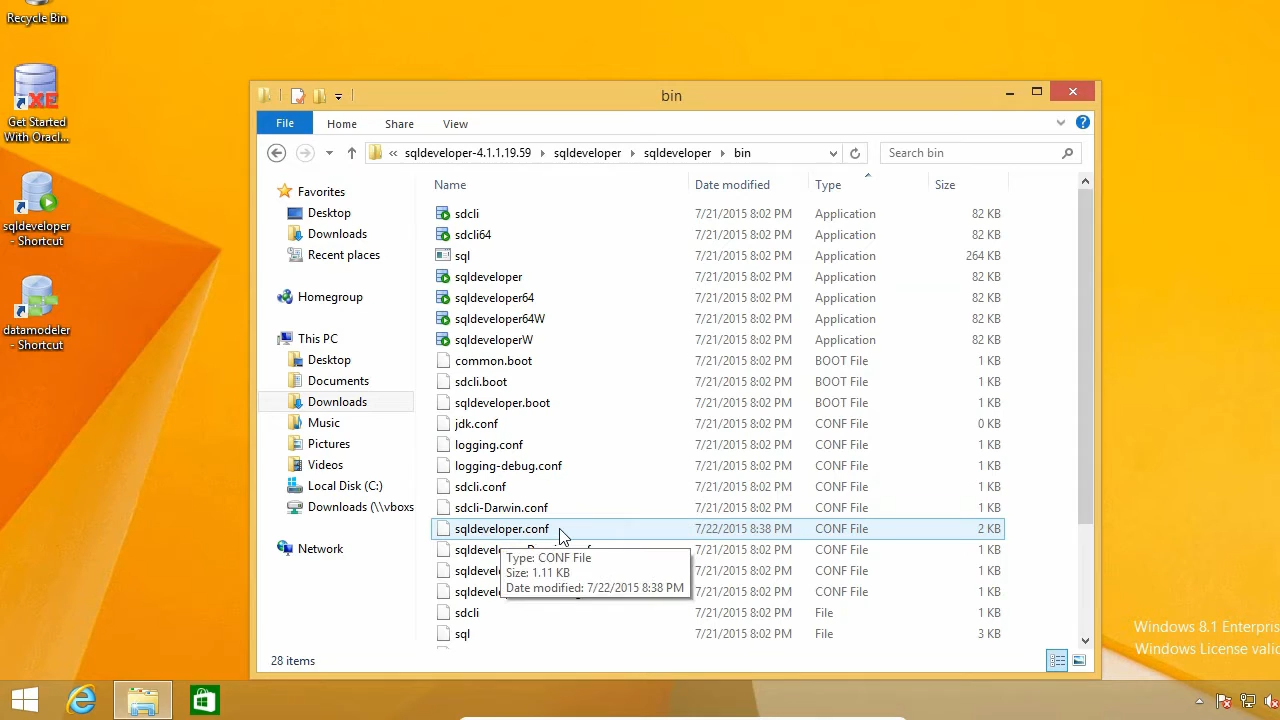 Recycle Bin
XE
Get Started
With Oracl...
sqldeveloper
- Shortcut
datamodeler
- Shortcut
bin
File
Home
Share
View
?
«
sqldeveloper-4.1.1.19.59
sqldeveloper
sqldeveloper
bin
Search bin
Favorites
Desktop
Downloads
Recent places
Homegroup
This PC
Desktop
Documents
Downloads
Music
Pictures
Videos
Local Disk (C:)
Downloads (\\vboxs
Network
Name Date modified Type Size
sdcli 7/21/2015 8:02 PM Application 82 KB
sdcli64 7/21/2015 8:02 PM Application 82 KB
sql 7/21/2015 8:02 PM Application 264 KB
sqldeveloper 7/21/2015 8:02 PM Application 82 KB
sqldeveloper64 7/21/2015 8:02 PM Application 82 KB
sqldeveloper64W 7/21/2015 8:02 PM Application 82 KB
sqldeveloperW 7/21/2015 8:02 PM Application 82 KB
common.boot 7/21/2015 8:02 PM BOOT File 1 KB
sdcli.boot 7/21/2015 8:02 PM BOOT File 1 KB
sqldeveloper.boot 7/21/2015 8:02 PM BOOT File 1 KB
jdk.conf 7/21/2015 8:02 PM CONF File 0 KB
logging.conf 7/21/2015 8:02 PM CONF File 1 KB
logging-debug.conf 7/21/2015 8:02 PM CONF File 1 KB
sdcli.conf 7/21/2015 8:02 PM CONF File 1 KB
sdcli-Darwin.conf 7/21/2015 8:02 PM CONF File 1 KB
sqldeveloper.conf 7/22/2015 8:38 PM CONF File 2 KB
7/21/2015 8:02 PM CONF File 1 KB
7/21/2015 8:02 PM CONF File 1 KB
7/21/2015 8:02 PM CONF File 1 KB
sdcli 7/21/2015 8:02 PM File 1 KB
sql 7/21/2015 8:02 PM File 3 KB
Type: CONF File
Size: 1.11 KB
Date modified: 7/22/2015 8:38 PM
28 items
Windows 8.1 Enterpris
Windows License valid